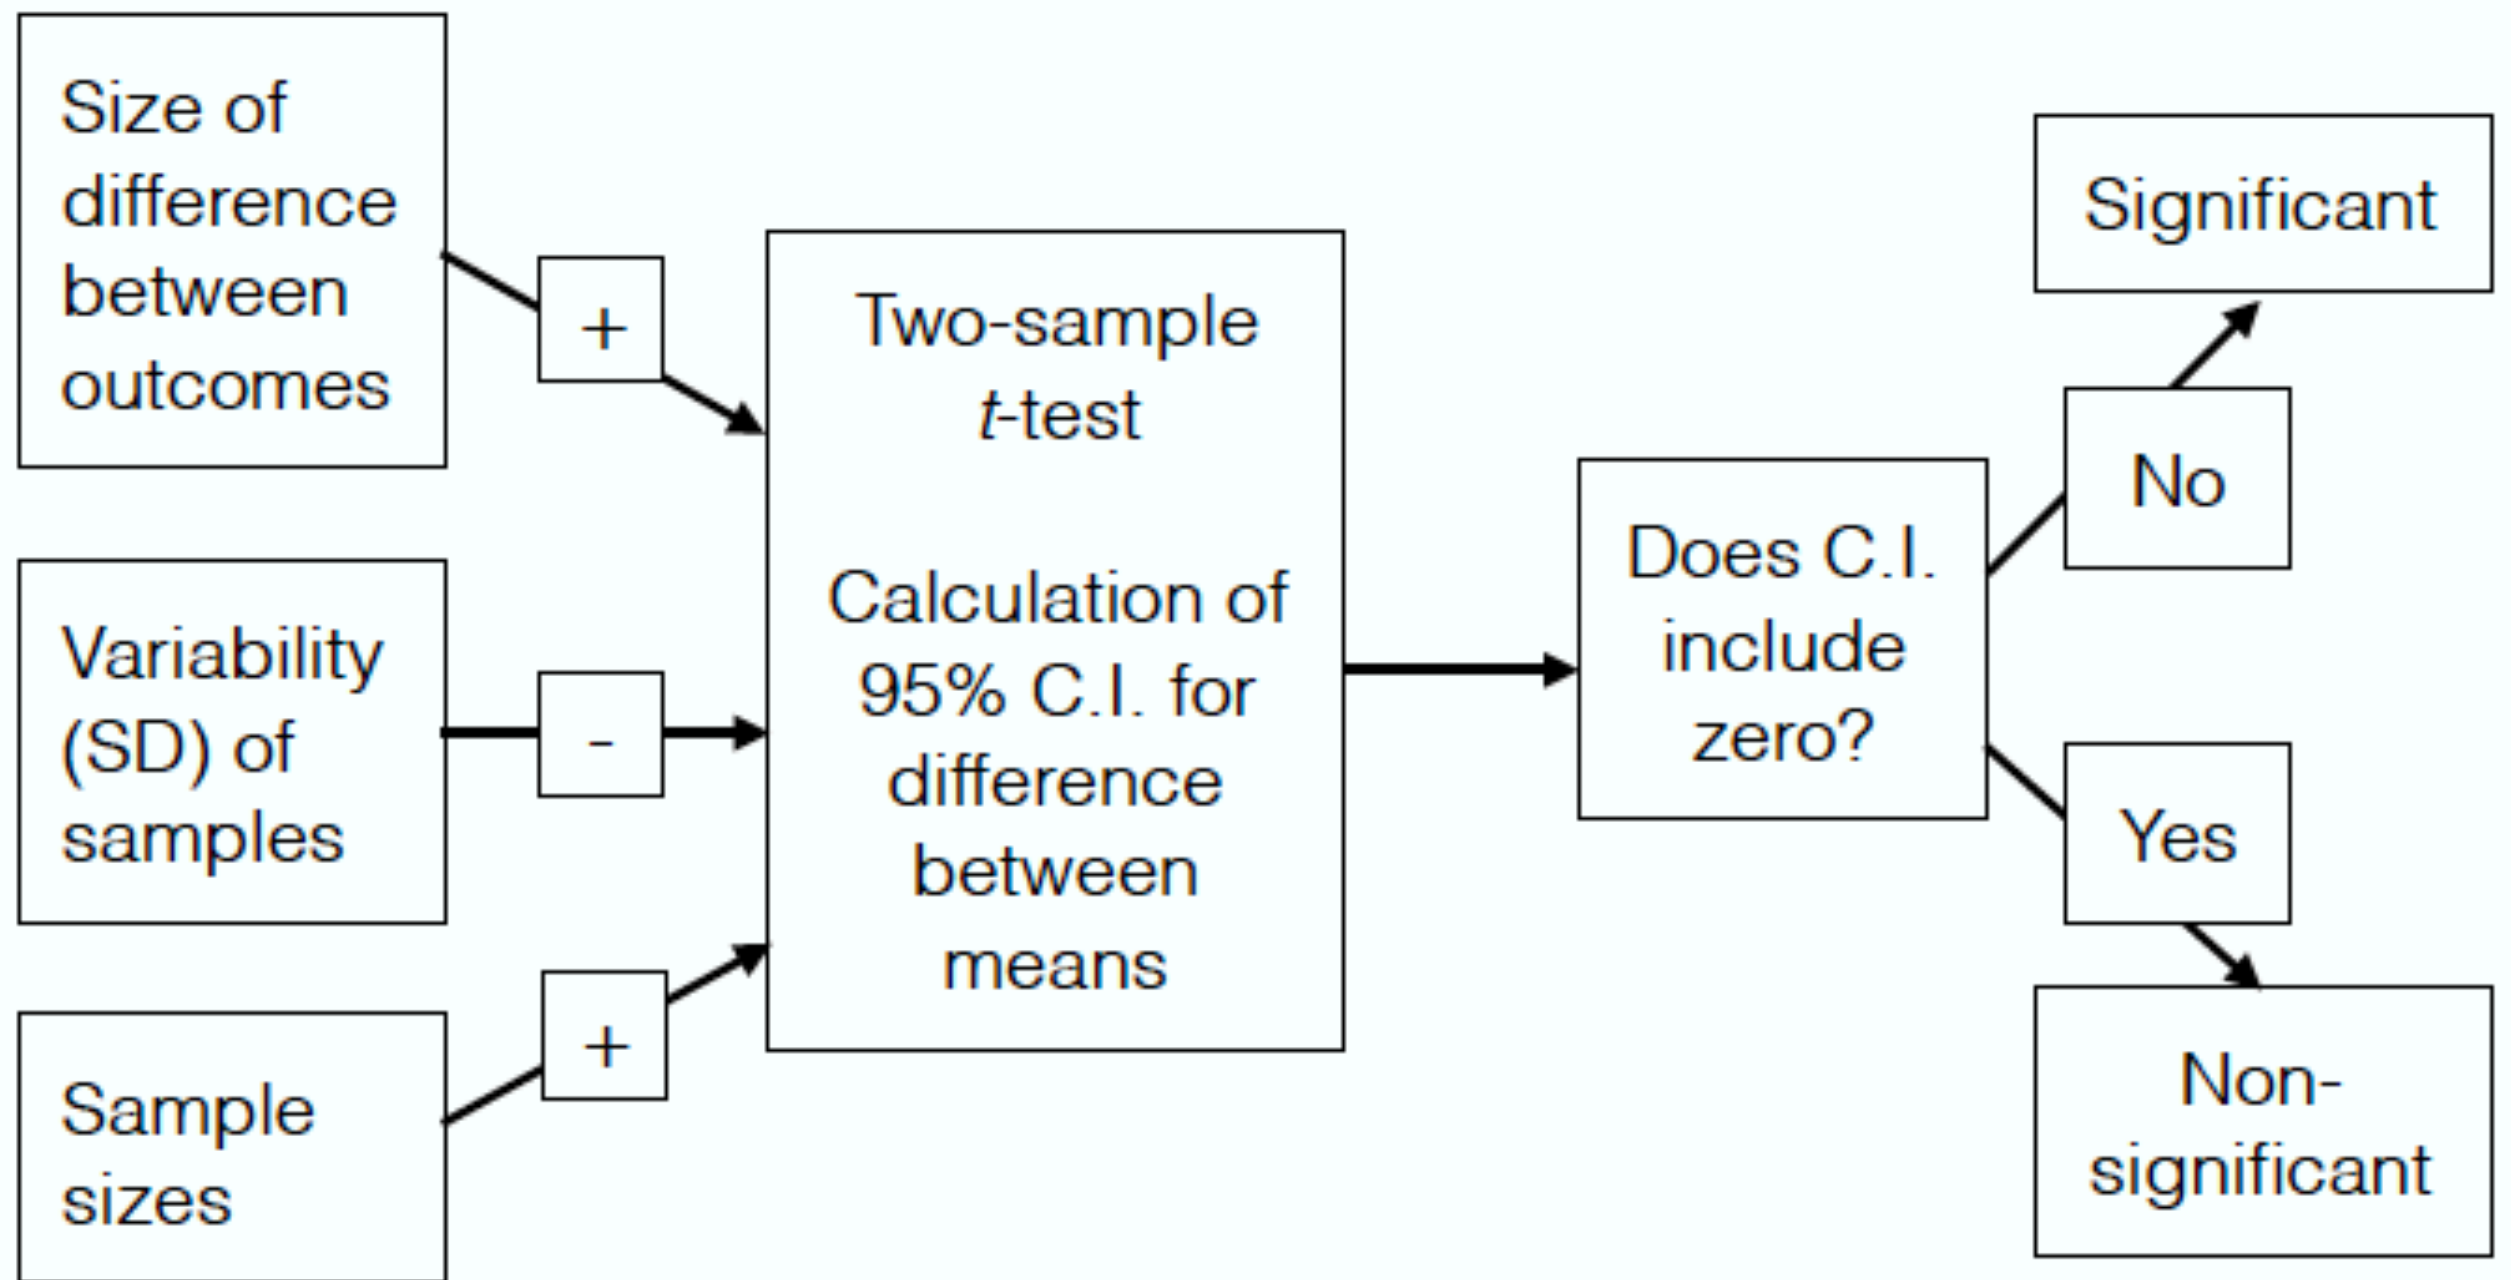 Size of
difference
between
outcomes
+
Variability
(SD) of
samples
-
Sample
sizes
+
Two-sample
t-test
Calculation of
95% C.I. for
difference
between
means
Does C.I.
include
zero?
No
Significant
Yes
Non-
significant